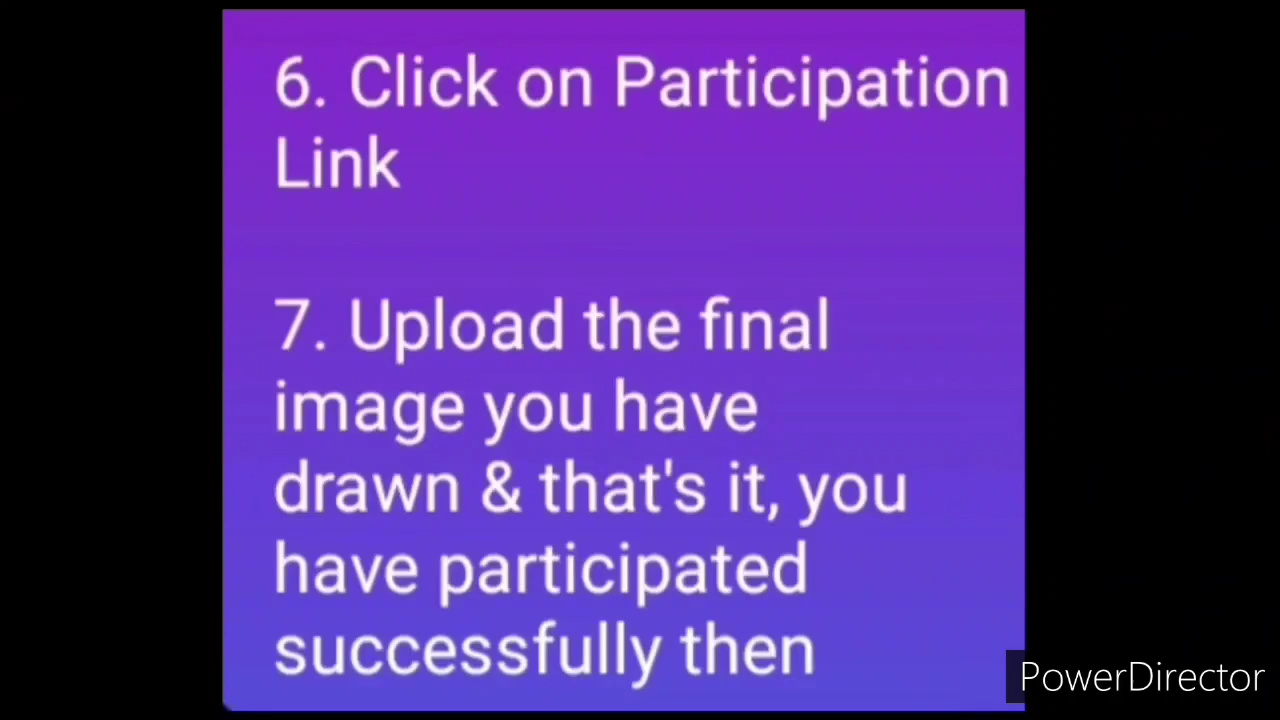 6. Click on Participation
Link
7. Upload the final
image you have
drawn & that's it, you
have participated
successfully then
PowerDirector